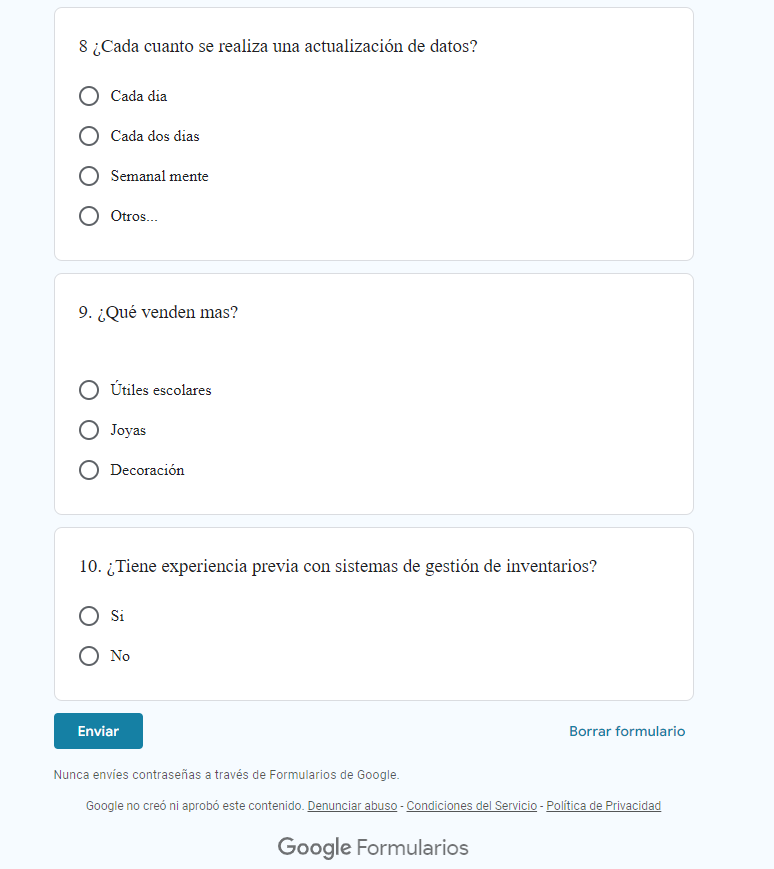 8 ¿Cada cuanto se realiza una actualización de datos?
Cada dia
Cada dos dias
Semanal mente
Otros...
9. ¿Qué venden mas?
Útiles escolares
Joyas
Decoración
10. ¿Tiene experiencia previa con sistemas de gestión de inventarios?
Si
No
Enviar
Borrar formulario
Nunca envíes contraseñas a través de Formularios de Google.
Google no creó ni aprobó este contenido. Denunciar abuso - Condiciones del Servicio - Política de Privacidad
Google Formularios